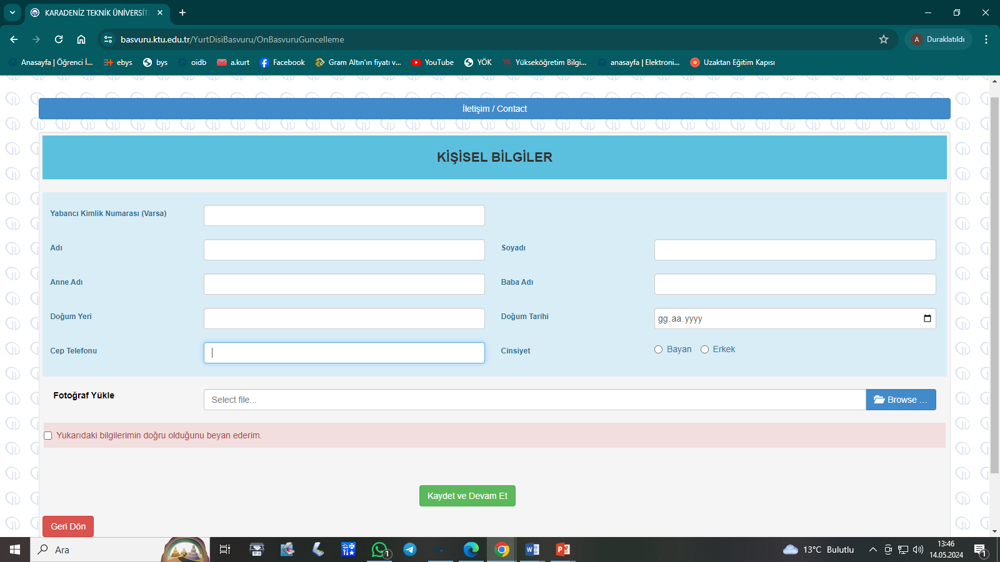 KARADENİZ TEKNİK ÜNİVERSİT
basvuru.ktu.edu.tr/YurtDisiBasvuru/OnBasvuruGuncelleme
A Duraklatıldı
Anasayfa | Öğrenci İ... ebys bys oidb a.kurt Facebook Gram Altın'ın fiyatı v... YouTube YÖK Yükseköğretim Bilgi... anasayfa | Elektroni... Uzaktan Eğitim Kapısı
İletişim / Contact
KİŞİSEL BİLGİLER
Yabancı Kimlik Numarası (Varsa)
Adı Soyadı
Anne Adı Baba Adı
Doğum Yeri Doğum Tarihi gg.aa.yyyy
Cep Telefonu Cinsiyet Bayan Erkek
Fotoğraf Yükle Select file... Browse ...
Yukarıdaki bilgilerimin doğru olduğunu beyan ederim.
Kaydet ve Devam Et
Geri Dön
Ara 1 13°C Bulutlu 13:46 1
14.05.2024